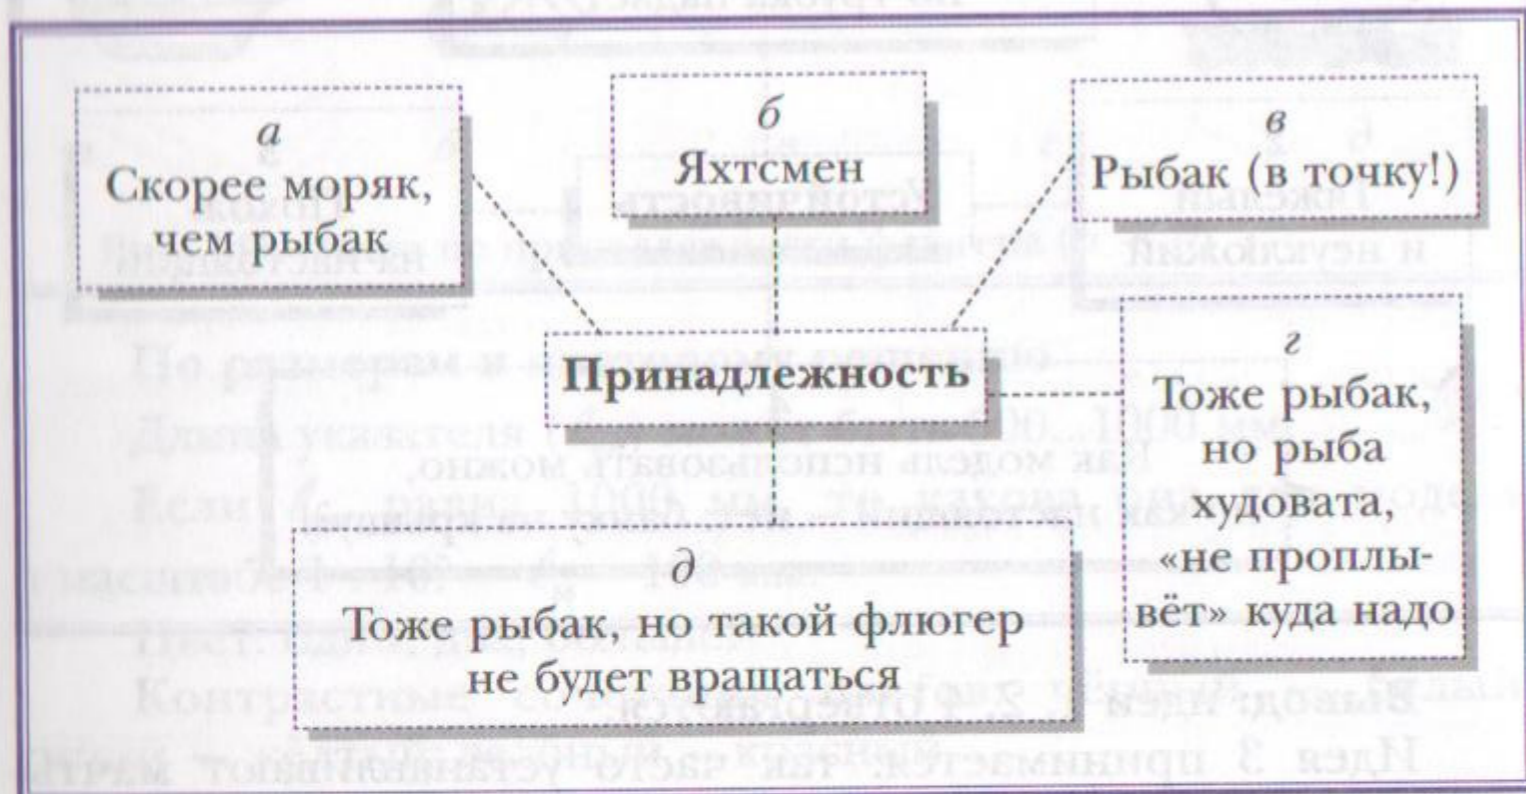 а
Скорее моряк,
чем рыбак
б
Яхтсмен
в
Рыбак (в точку!)
Принадлежность
г
Тоже рыбак,
но рыба
худовата,
«не проплы-
вёт» куда надо
д
Тоже рыбак, но такой флюгер
не будет вращаться